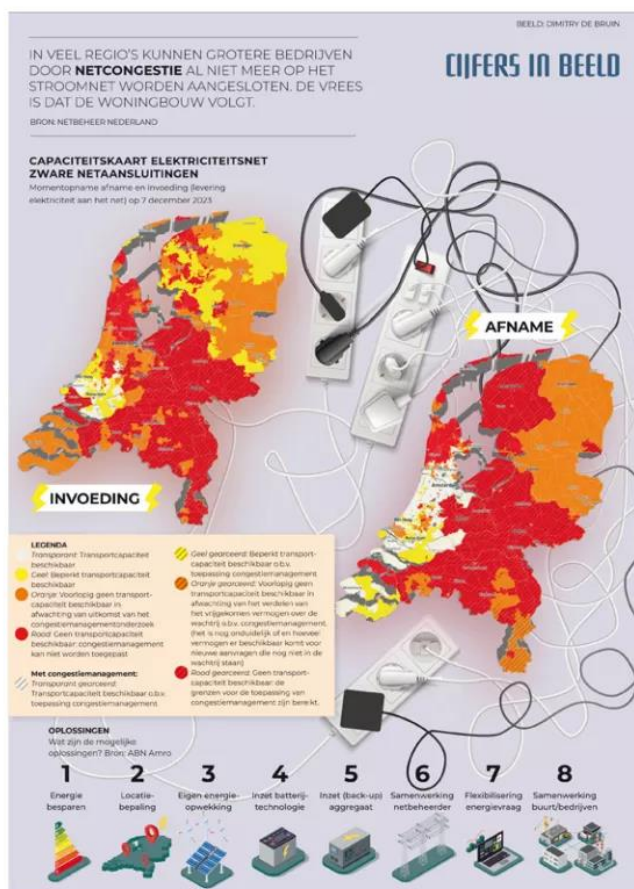 BEELD: DIMITRY DE BRUIN
IN VEEL REGIO'S KUNNEN GROTERE BEDRIJVEN
DOOR NETCONGESTIE AL NIET MEER OP HET
STROOMNET WORDEN AANGESLOTEN. DE VREES
IS DAT DE WONINGBOUW VOLGT.
BRON: NETBEHEER NEDERLAND
CIJFERS IN BEELD
CAPACITEITSKAART ELEKTRICITEITSNET
ZWARE NETAANSLUITINGEN
Momentopname afname en invoeding (levering
elektriciteit aan het net) op 7 december 2023
AFNAME
INVOEDING
LEGENDA
Transparant: Transportcapaciteit
beschikbaar
Geel: Beperkt transportcapaciteit
beschikbaar
Oranje: Voorlopig geen transport-
capaciteit beschikbaar in
afwachting van uitkomst van het
congestiemanagementonderzoek
Rood: Geen transportcapaciteit
beschikbaar: congestiemanagement
kan niet worden toegepast
Met congestiemanagement:
Transparant gearceerd:
Transportcapaciteit beschikbaar o.b.v.
toepassing congestiemanagement
Geel gearceerd: Beperkt transport-
capaciteit beschikbaar o.b.v.
toepassing congestiemanagement
Oranje gearceerd: Voorlopig geen
transportcapaciteit beschikbaar in
afwachting van het verdelen van
het vrijgekomen vermogen over de
wachtrij o.b.v. congestiemanagement.
(het is nog onduidelijk of en hoeveel
vermogen er beschikbaar komt voor
nieuwe aanvragen die nog niet in de
wachtrij staan)
Rood gearceerd: Geen transport-
capaciteit beschikbaar: de
grenzen voor de toepassing van
congestiemanagement zijn bereikt.
OPLOSSINGEN
Wat zijn de mogelijke
oplossingen? Bron: ABN Amro
1 2 3 4 5 6 7 8
Energie besparen
Locatie-bepaling
Eigen energie-opwekking
Inzet batterij-technologie
Inzet (back-up) aggregaat
Samenwerking netbeheerder
Flexibilisering energievraag
Samenwerking buurt/bedrijven